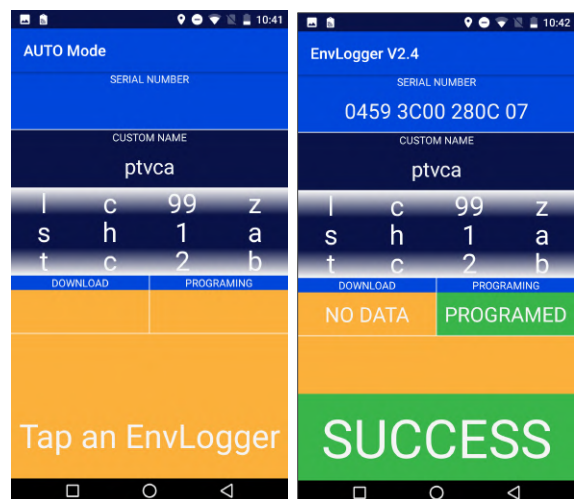 10:41
AUTO Mode
SERIAL NUMBER
CUSTOM NAME
ptvca
l c 99 z
s h 1 a
t c 2 b
DOWNLOAD PROGRAMING
Tap an EnvLogger
10:42
EnvLogger V2.4
SERIAL NUMBER
0459 3C00 280C 07
CUSTOM NAME
ptvca
l c 99 z
s h 1 a
t c 2 b
DOWNLOAD PROGRAMING
NO DATA PROGRAMED
SUCCESS